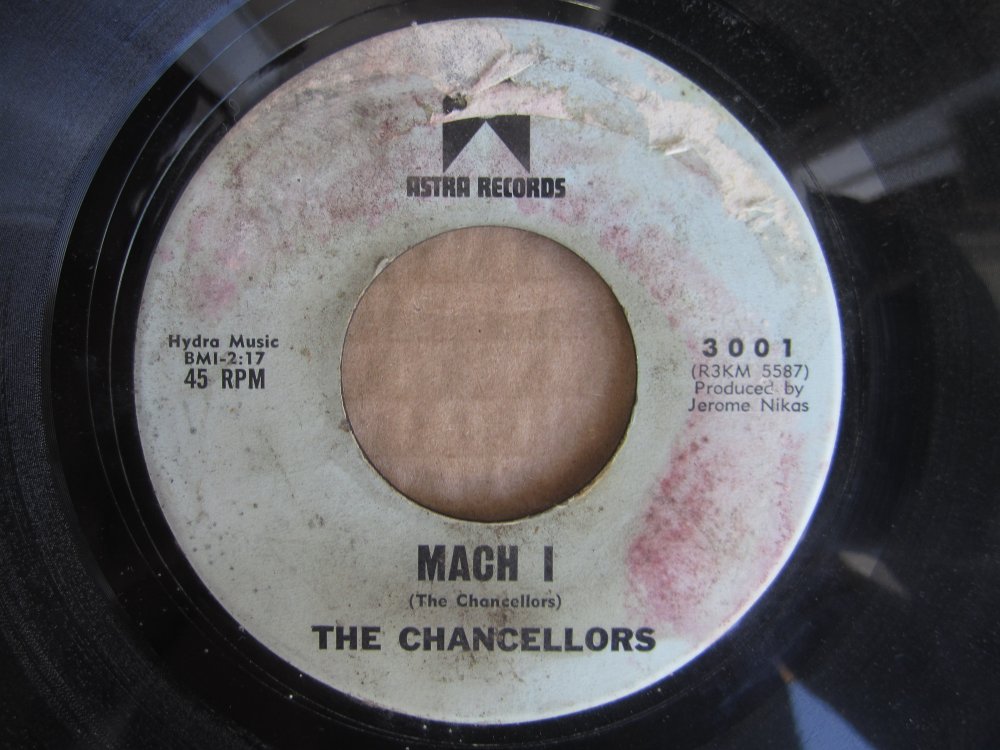 ASTRA RECORDS
Hydra Music
BMI-2:17
45 RPM
3001
(R3KM 5587)
Produced by
Jerome Nikas
MACH I
(The Chancellors)
THE CHANCELLORS